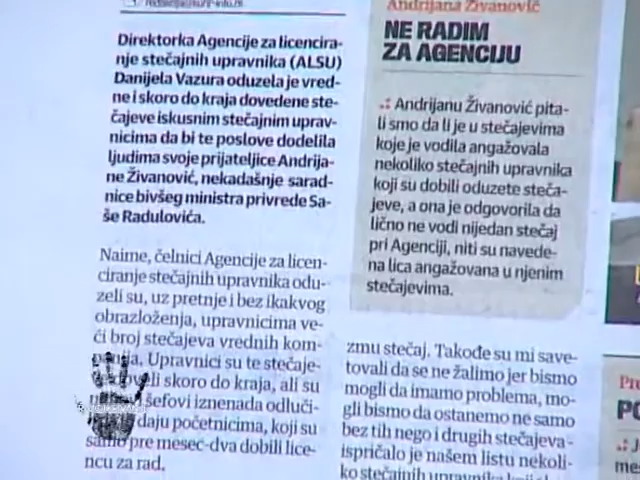 Direktorka Agencije za licencira-
nje stečajnih upravnika (ALSU)
Danijela Vazura oduzela je vred-
ne i skoro do kraja dovedene ste-
čajeve iskusnim stečajnim uprav-
nicima da bi te poslove dodelila
ljudima svoje prijateljice Andrija-
ne Živanović, nekadašnje sarad-
nice bivšeg ministra privrede Sa-
še Radulovića.
Naime, čelnici Agencije za licen-
ciranje stečajnih upravnika odu-
zeli su, uz pretnje i bez ikakvog
obrazloženja, upravnicima ve-
ći broj stečajeva vrednih kom-
panija. Upravnici su te stečaje-
skoro do kraja, ali su
šefovi iznenada odluči-
daju početnicima, koji su
samo pre mesec-dva dobili lice-
ncu za rad.
Andrijana Živanović
NE RADIM
ZA AGENCIJU
Andrijanu Živanović pita-
li smo da li je u stečajevima
koje je vodila angažovala
nekoliko stečajnih upravnika
koji su dobili oduzete steča-
jeve, a ona je odgovorila da
lično ne vodi nijedan stečaj
pri Agenciji, niti su navede-
na lica angažovana u njenim
stečajevima.
zmu stečaj. Takođe su mi save-
tovali da se ne žalimo jer bismo
mogli da imamo problema, mo-
gli bismo da ostanemo ne samo
bez tih nego i drugih stečajeva -
ispričalo je našem listu nekoli-
ko stečajnih upravnika